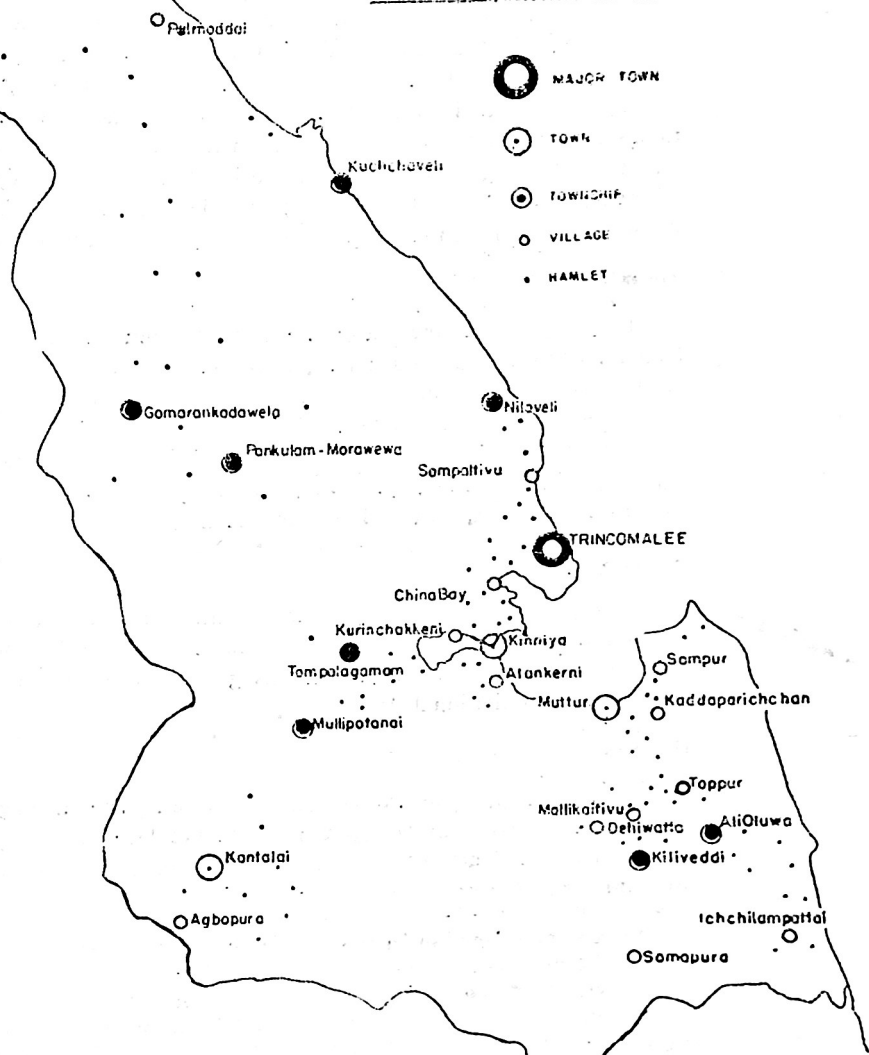 Pulmoddai
MAJOR TOWN
TOWN
Kuchchaveli
TOWNSHIP
VILLAGE
HAMLET
Nilaveli
Gomarankadawela
Pankulam-Morawewa
Sampaltivu
TRINCOMALEE
ChinaBay
Kurinchakkeni
Kinniya
Tampalagamam
Sampur
Alankerni
Muttur
Kaddaparichchan
Mullipotanai
Toppur
Mallikaitivu
Dehiwatta
AliOluwa
Kantalai
Kiliveddi
Agbopura
Ichchilampattai
Somapura